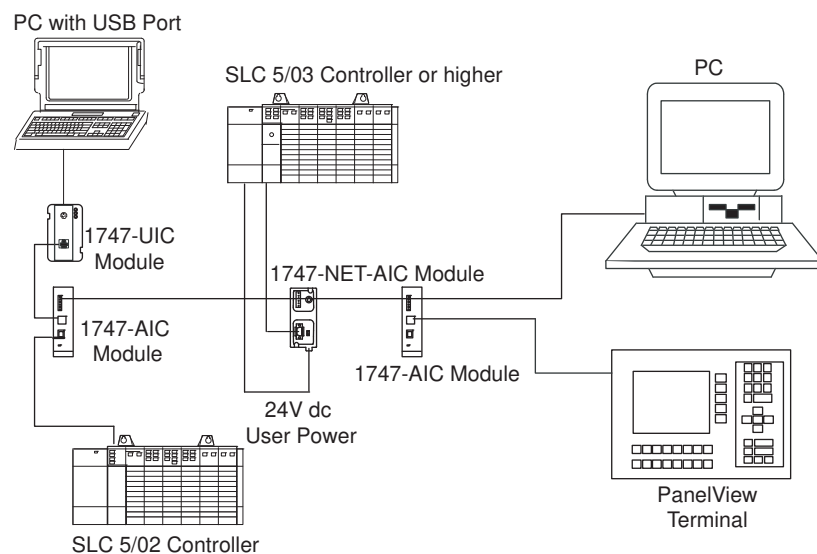 PC with USB Port
SLC 5/03 Controller or higher
PC
1747-UIC
Module
1747-NET-AIC Module
1747-AIC
Module
1747-AIC Module
24V dc
User Power
PanelView
Terminal
SLC 5/02 Controller